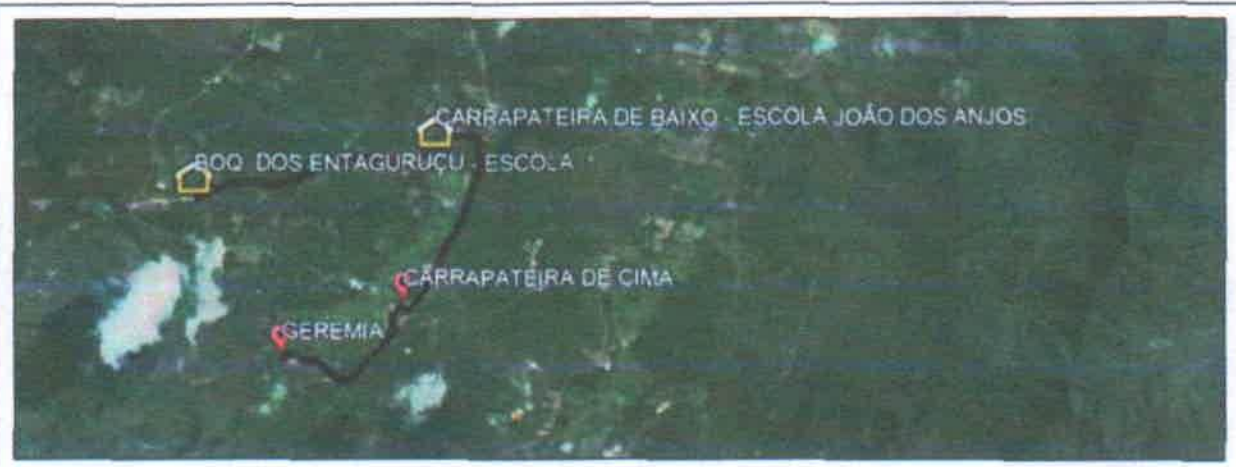 CARRAPATEIRA DE BAIXO - ESCOLA JOÃO DOS ANJOS
BOQ DOS ENTAGURUÇU - ESCOLA
CARRAPATEIRA DE CIMA
GEREMIA